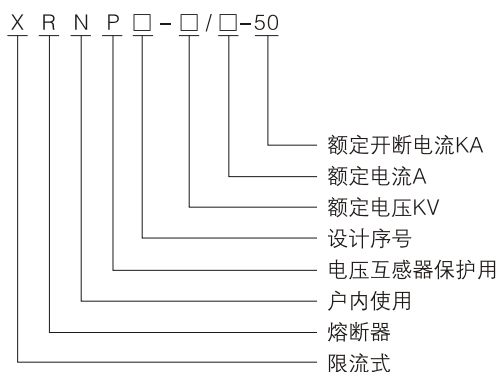 X R N P □-□/□-50
额定开断电流KA
额定电流A
额定电压KV
设计序号
电压互感器保护用
户内使用
熔断器
限流式